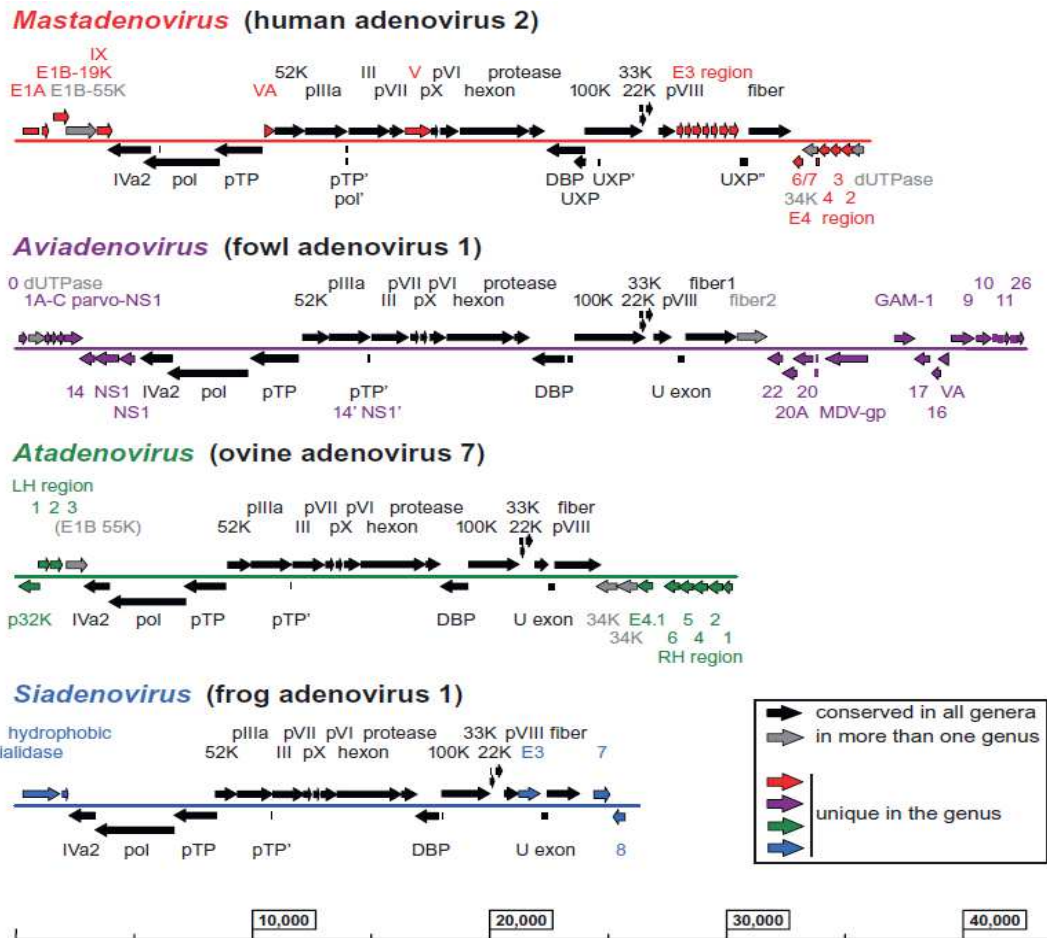 Mastadenovirus (human adenovirus 2)
IX
E1B-19K 52K III V pVI protease 33K E3 region
E1A E1B-55K VA pIIIa pVII pX hexon 100K 22K pVIII fiber
IVa2 pol pTP pTP' DBP UXP' UXP" 6/7 3 dUTPase
pol' UXP 34K 4 2
E4 region
Aviadenovirus (fowl adenovirus 1)
0 dUTPase pIIIa pVII pVI protease 33K fiber1 10 26
1A-C parvo-NS1 52K III pX hexon 100K 22K pVIII fiber2 GAM-1 9 11
14 NS1 IVa2 pol pTP pTP' DBP U exon 22 20 17 VA
NS1 14' NS1' 20A MDV-gp 16
Atadenovirus (ovine adenovirus 7)
LH region
1 2 3 pIIIa pVII pVI protease 33K fiber
(E1B 55K) 52K III pX hexon 100K 22K pVIII
p32K IVa2 pol pTP pTP' DBP U exon 34K E4.1 5 2
34K 6 4 1
RH region
Siadenovirus (frog adenovirus 1)
hydrophobic pIIIa pVII pVI protease 33K pVIII fiber
ialidase 52K III pX hexon 100K 22K E3 7
IVa2 pol pTP pTP' DBP U exon 8
conserved in all genera
in more than one genus
unique in the genus
10,000 20,000 30,000 40,000